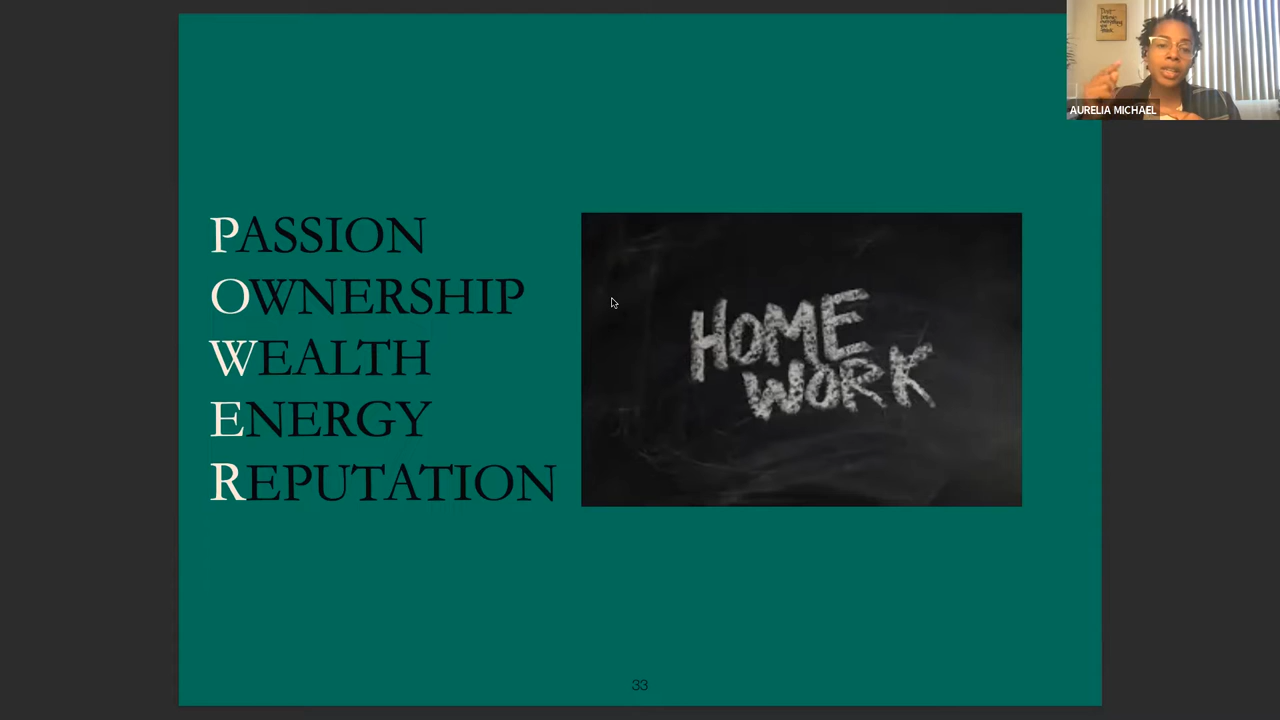 PASSION
OWNERSHIP
WEALTH
ENERGY
REPUTATION
HOME
WORK
33
AURELIA MICHAEL